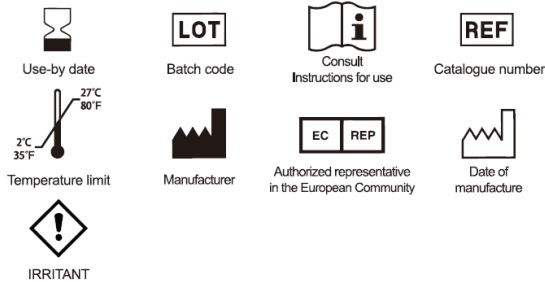 LOT
REF
Use-by date
Batch code
Consult
Instructions for use
Catalogue number
27°C
80°F
2°C
35°F
EC REP
Temperature limit
Manufacturer
Authorized representative
in the European Community
Date of
manufacture
IRRITANT